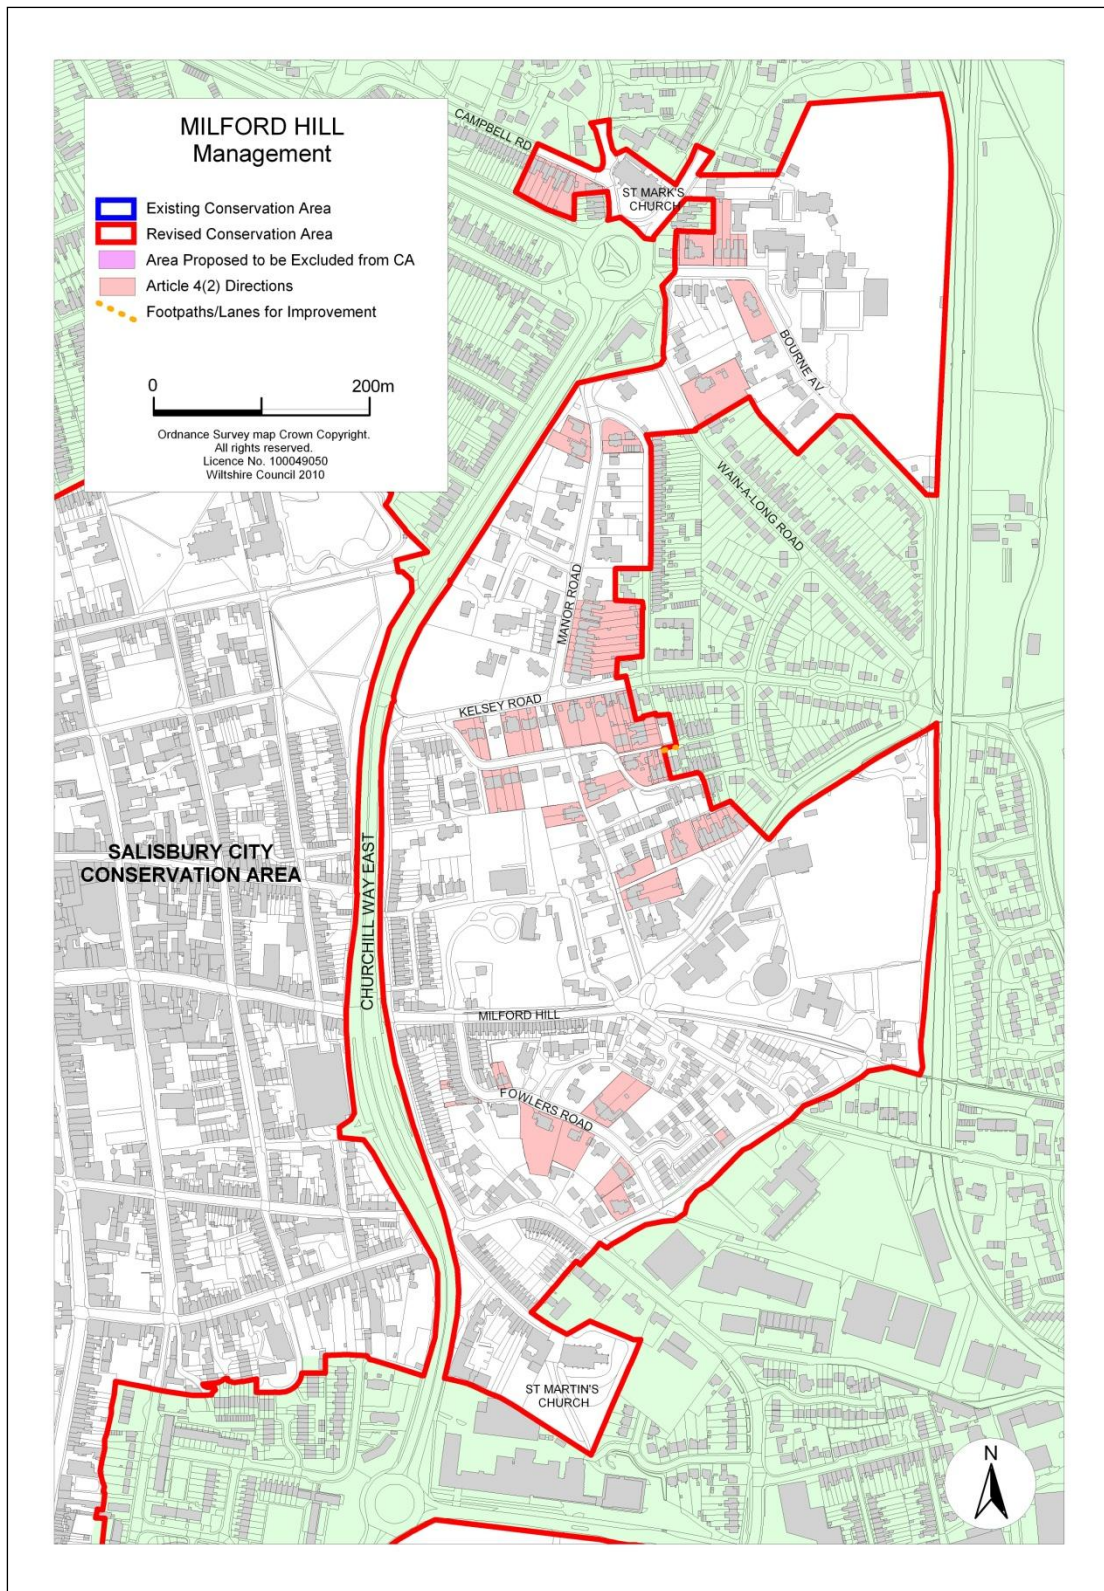 MILFORD HILL
Management
Existing Conservation Area
Revised Conservation Area
Area Proposed to be Excluded from CA
Article 4(2) Directions
Footpaths/Lanes for Improvement
0 200m
Ordnance Survey map Crown Copyright.
All rights reserved.
Licence No. 100049050
Wiltshire Council 2010
CAMPBELL RD
ST MARK'S
CHURCH
BOURNE AV.
WAIN-A-LONG ROAD
MANOR ROAD
KELSEY ROAD
SALISBURY CITY
CONSERVATION AREA
CHURCHILL WAY EAST
MILFORD HILL
FOWLERS ROAD
ST MARTIN'S
CHURCH
N